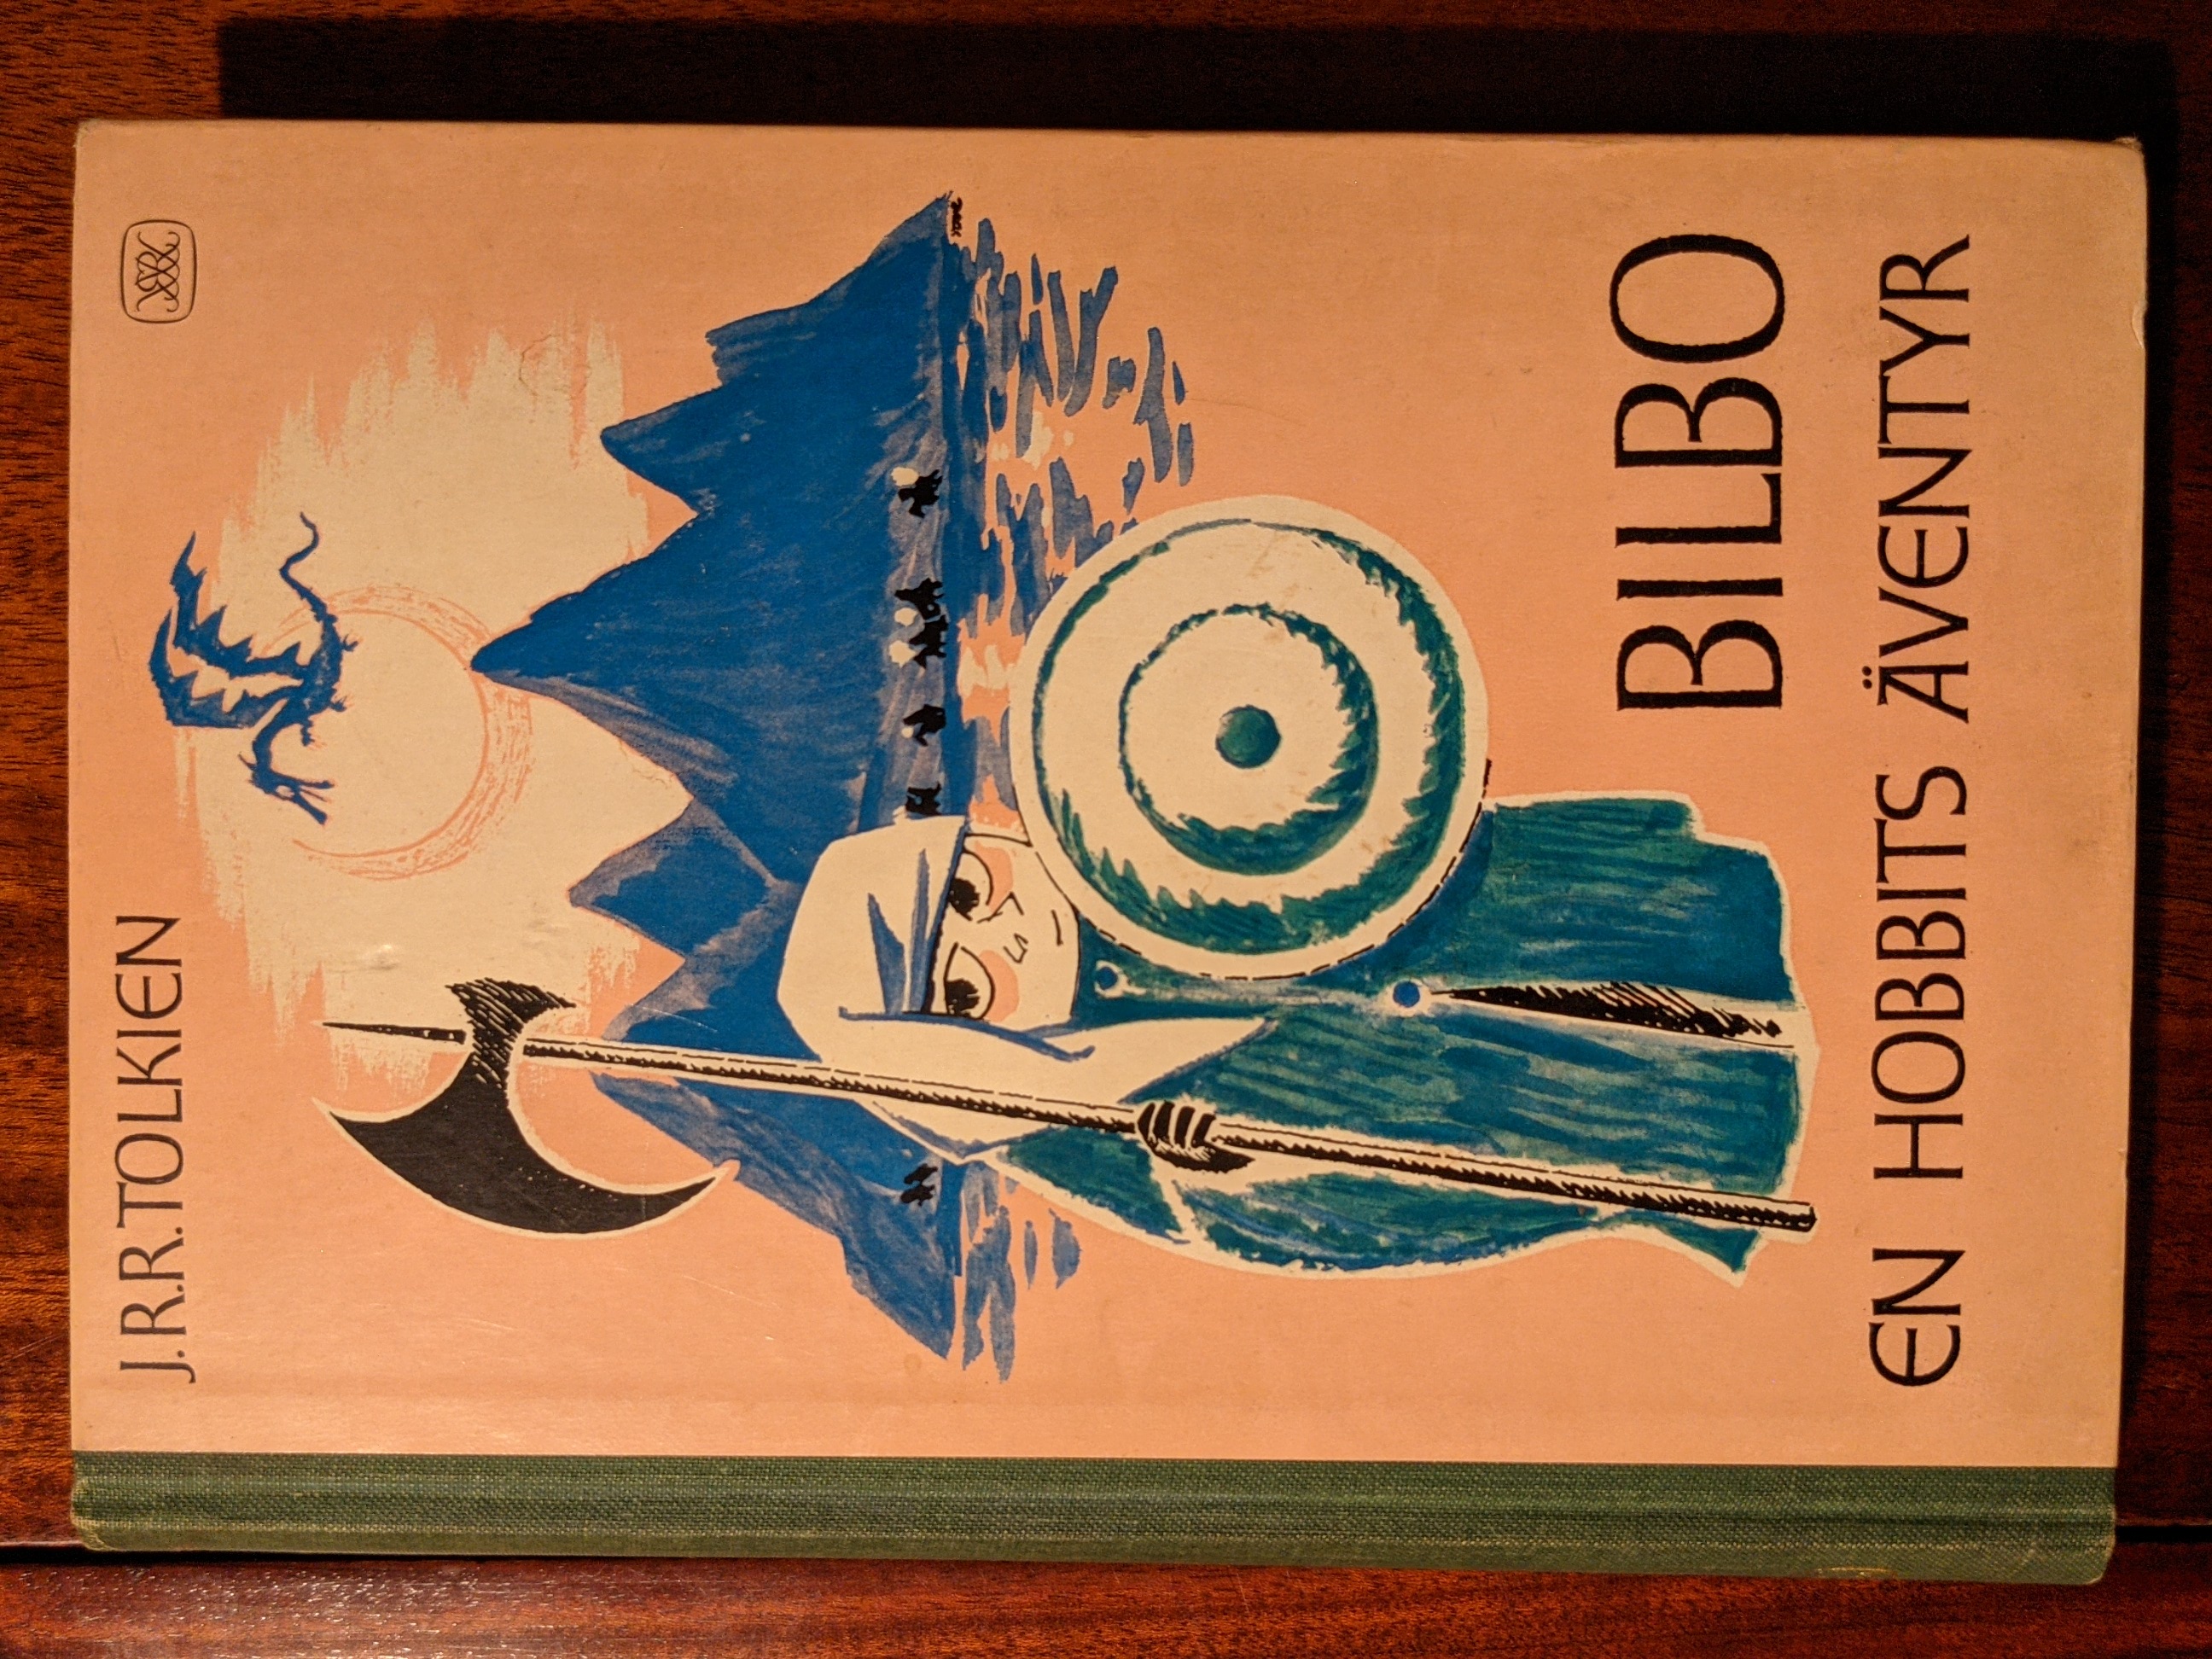 J.R.R.TOLKIEN
BILBO
EN HOBBITS ÄVENTYR